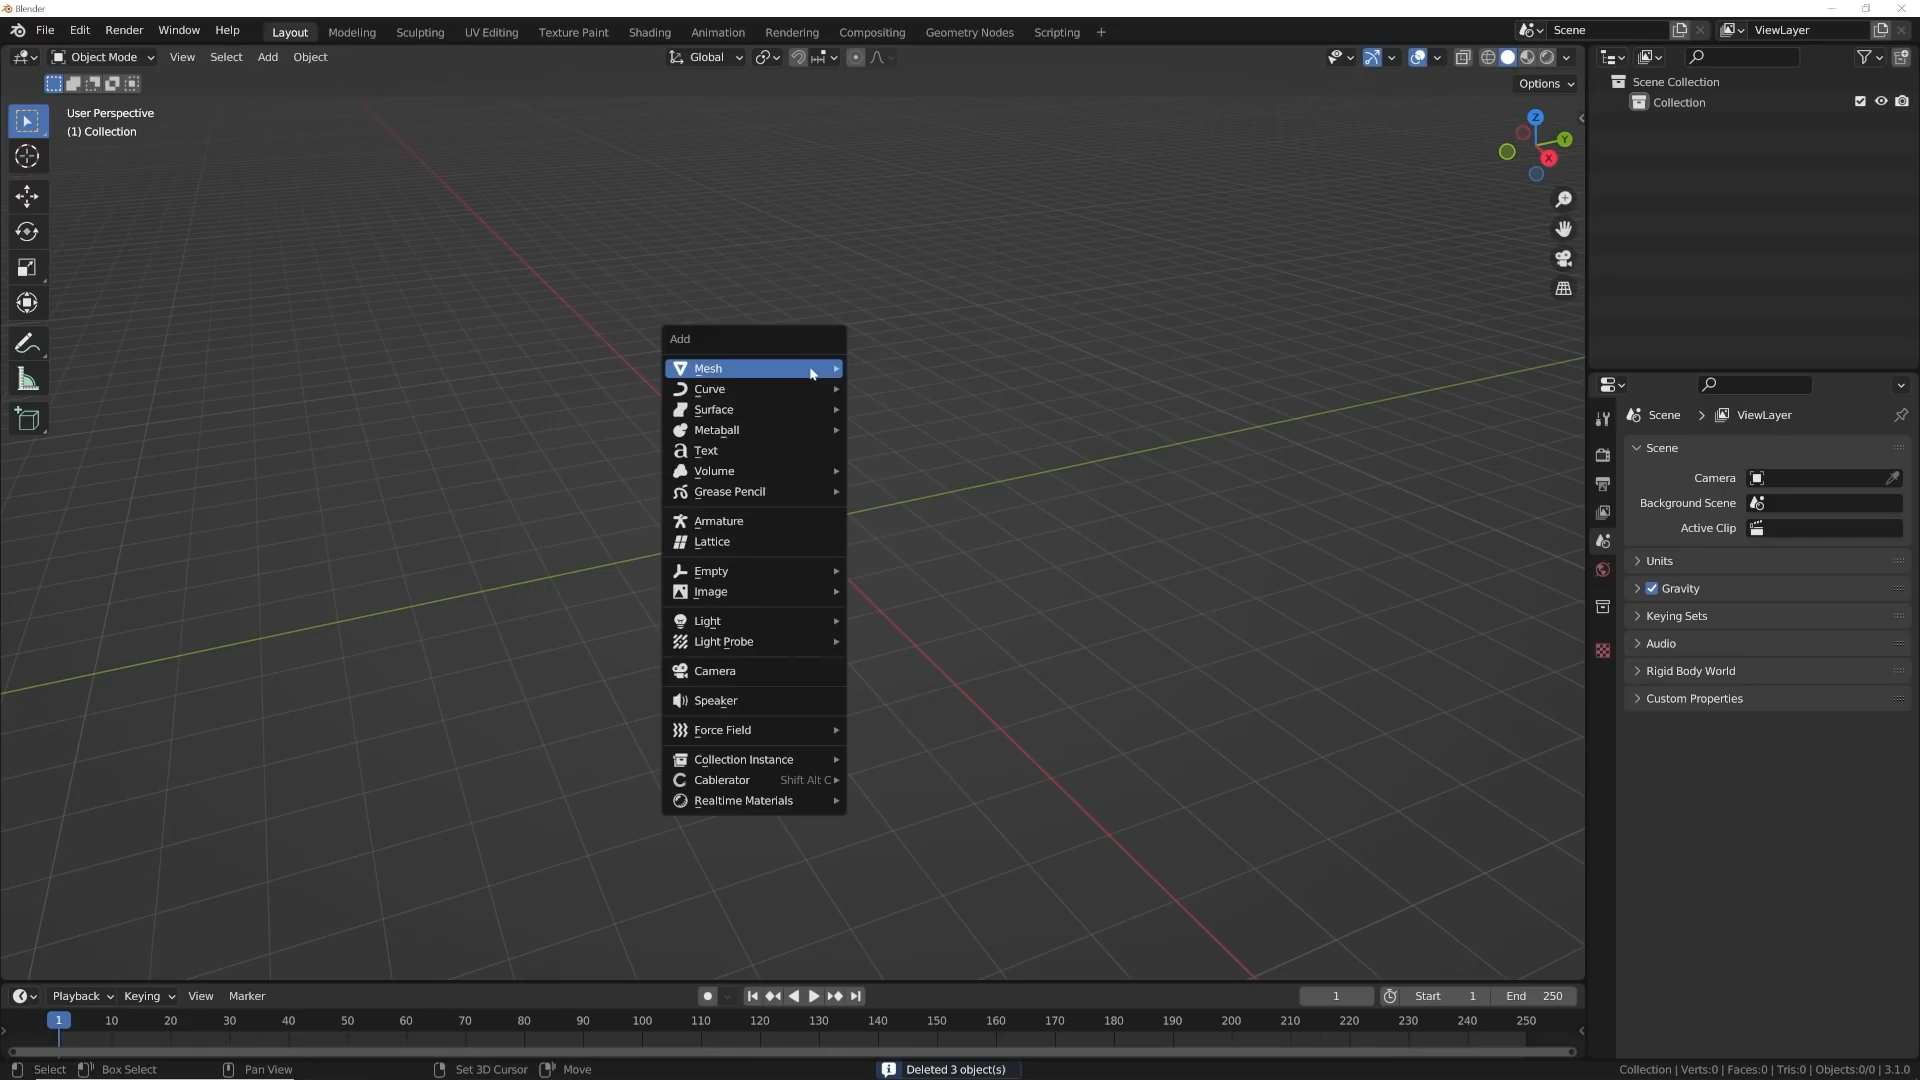 Blender
File Edit Render Window Help Layout Modeling Sculpting UV Editing Texture Paint Shading Animation Rendering Compositing Geometry Nodes Scripting + Scene ViewLayer
Object Mode View Select Add Object Global
Options
User Perspective
(1) Collection
Z
Y
X
Scene Collection
Collection
Add
Mesh
Curve
Surface
Metaball
Text
Volume
Grease Pencil
Armature
Lattice
Empty
Image
Light
Light Probe
Camera
Speaker
Force Field
Collection Instance
Cablerator Shift Alt C
Realtime Materials
Scene > ViewLayer
Scene
Camera
Background Scene
Active Clip
Units
Gravity
Keying Sets
Audio
Rigid Body World
Custom Properties
Playback Keying View Marker 1 Start 1 End 250
1 10 20 30 40 50 60 70 80 90 100 110 120 130 140 150 160 170 180 190 200 210 220 230 240 250
Select Box Select Pan View Set 3D Cursor Move Deleted 3 object(s) Collection | Verts:0 | Faces:0 | Tris:0 | Objects:0/0 | 3.1.0